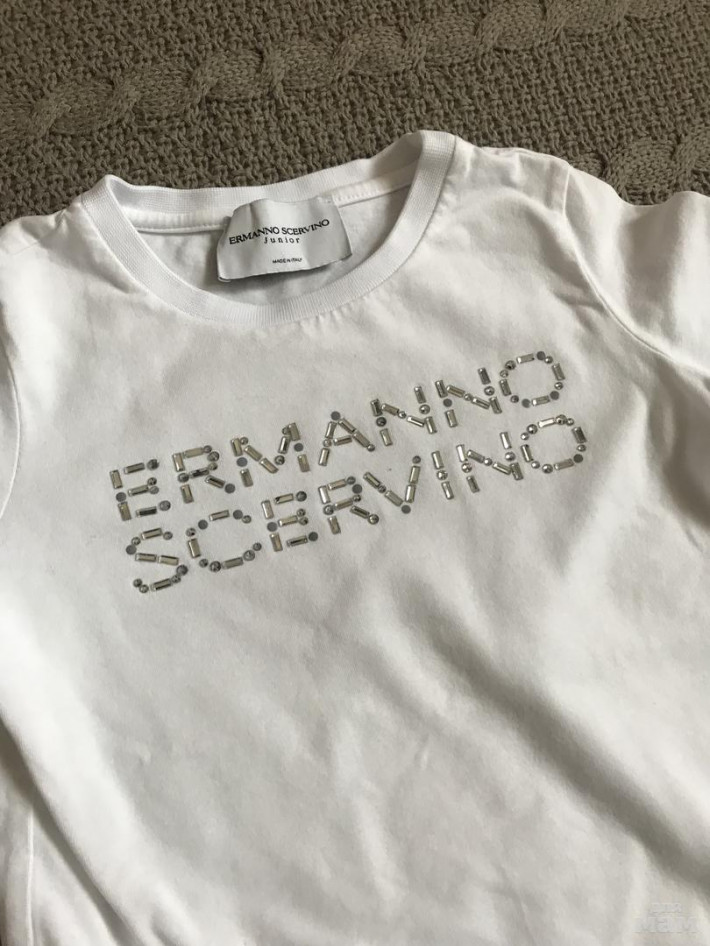 ERMANNO SCERVINO
Junior
MADE IN ITALY
ERMANNO
SCERVINO